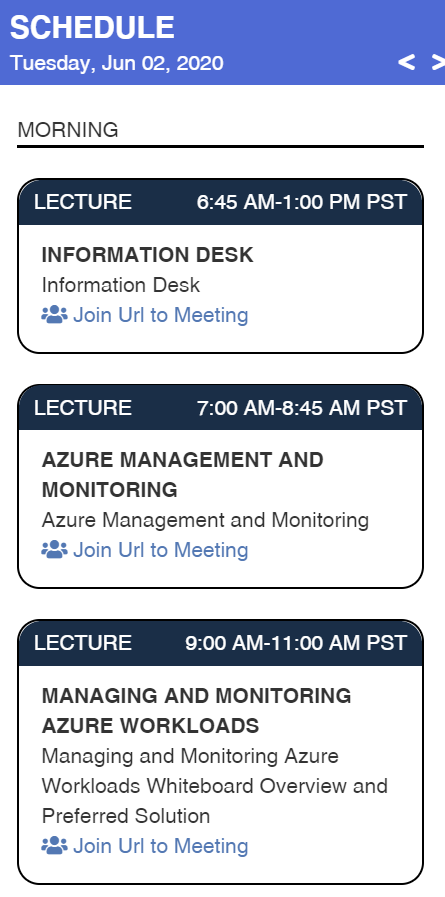 SCHEDULE
Tuesday, Jun 02, 2020
< >
MORNING
LECTURE 6:45 AM-1:00 PM PST
INFORMATION DESK
Information Desk
Join Url to Meeting
LECTURE 7:00 AM-8:45 AM PST
AZURE MANAGEMENT AND
MONITORING
Azure Management and Monitoring
Join Url to Meeting
LECTURE 9:00 AM-11:00 AM PST
MANAGING AND MONITORING
AZURE WORKLOADS
Managing and Monitoring Azure
Workloads Whiteboard Overview and
Preferred Solution
Join Url to Meeting